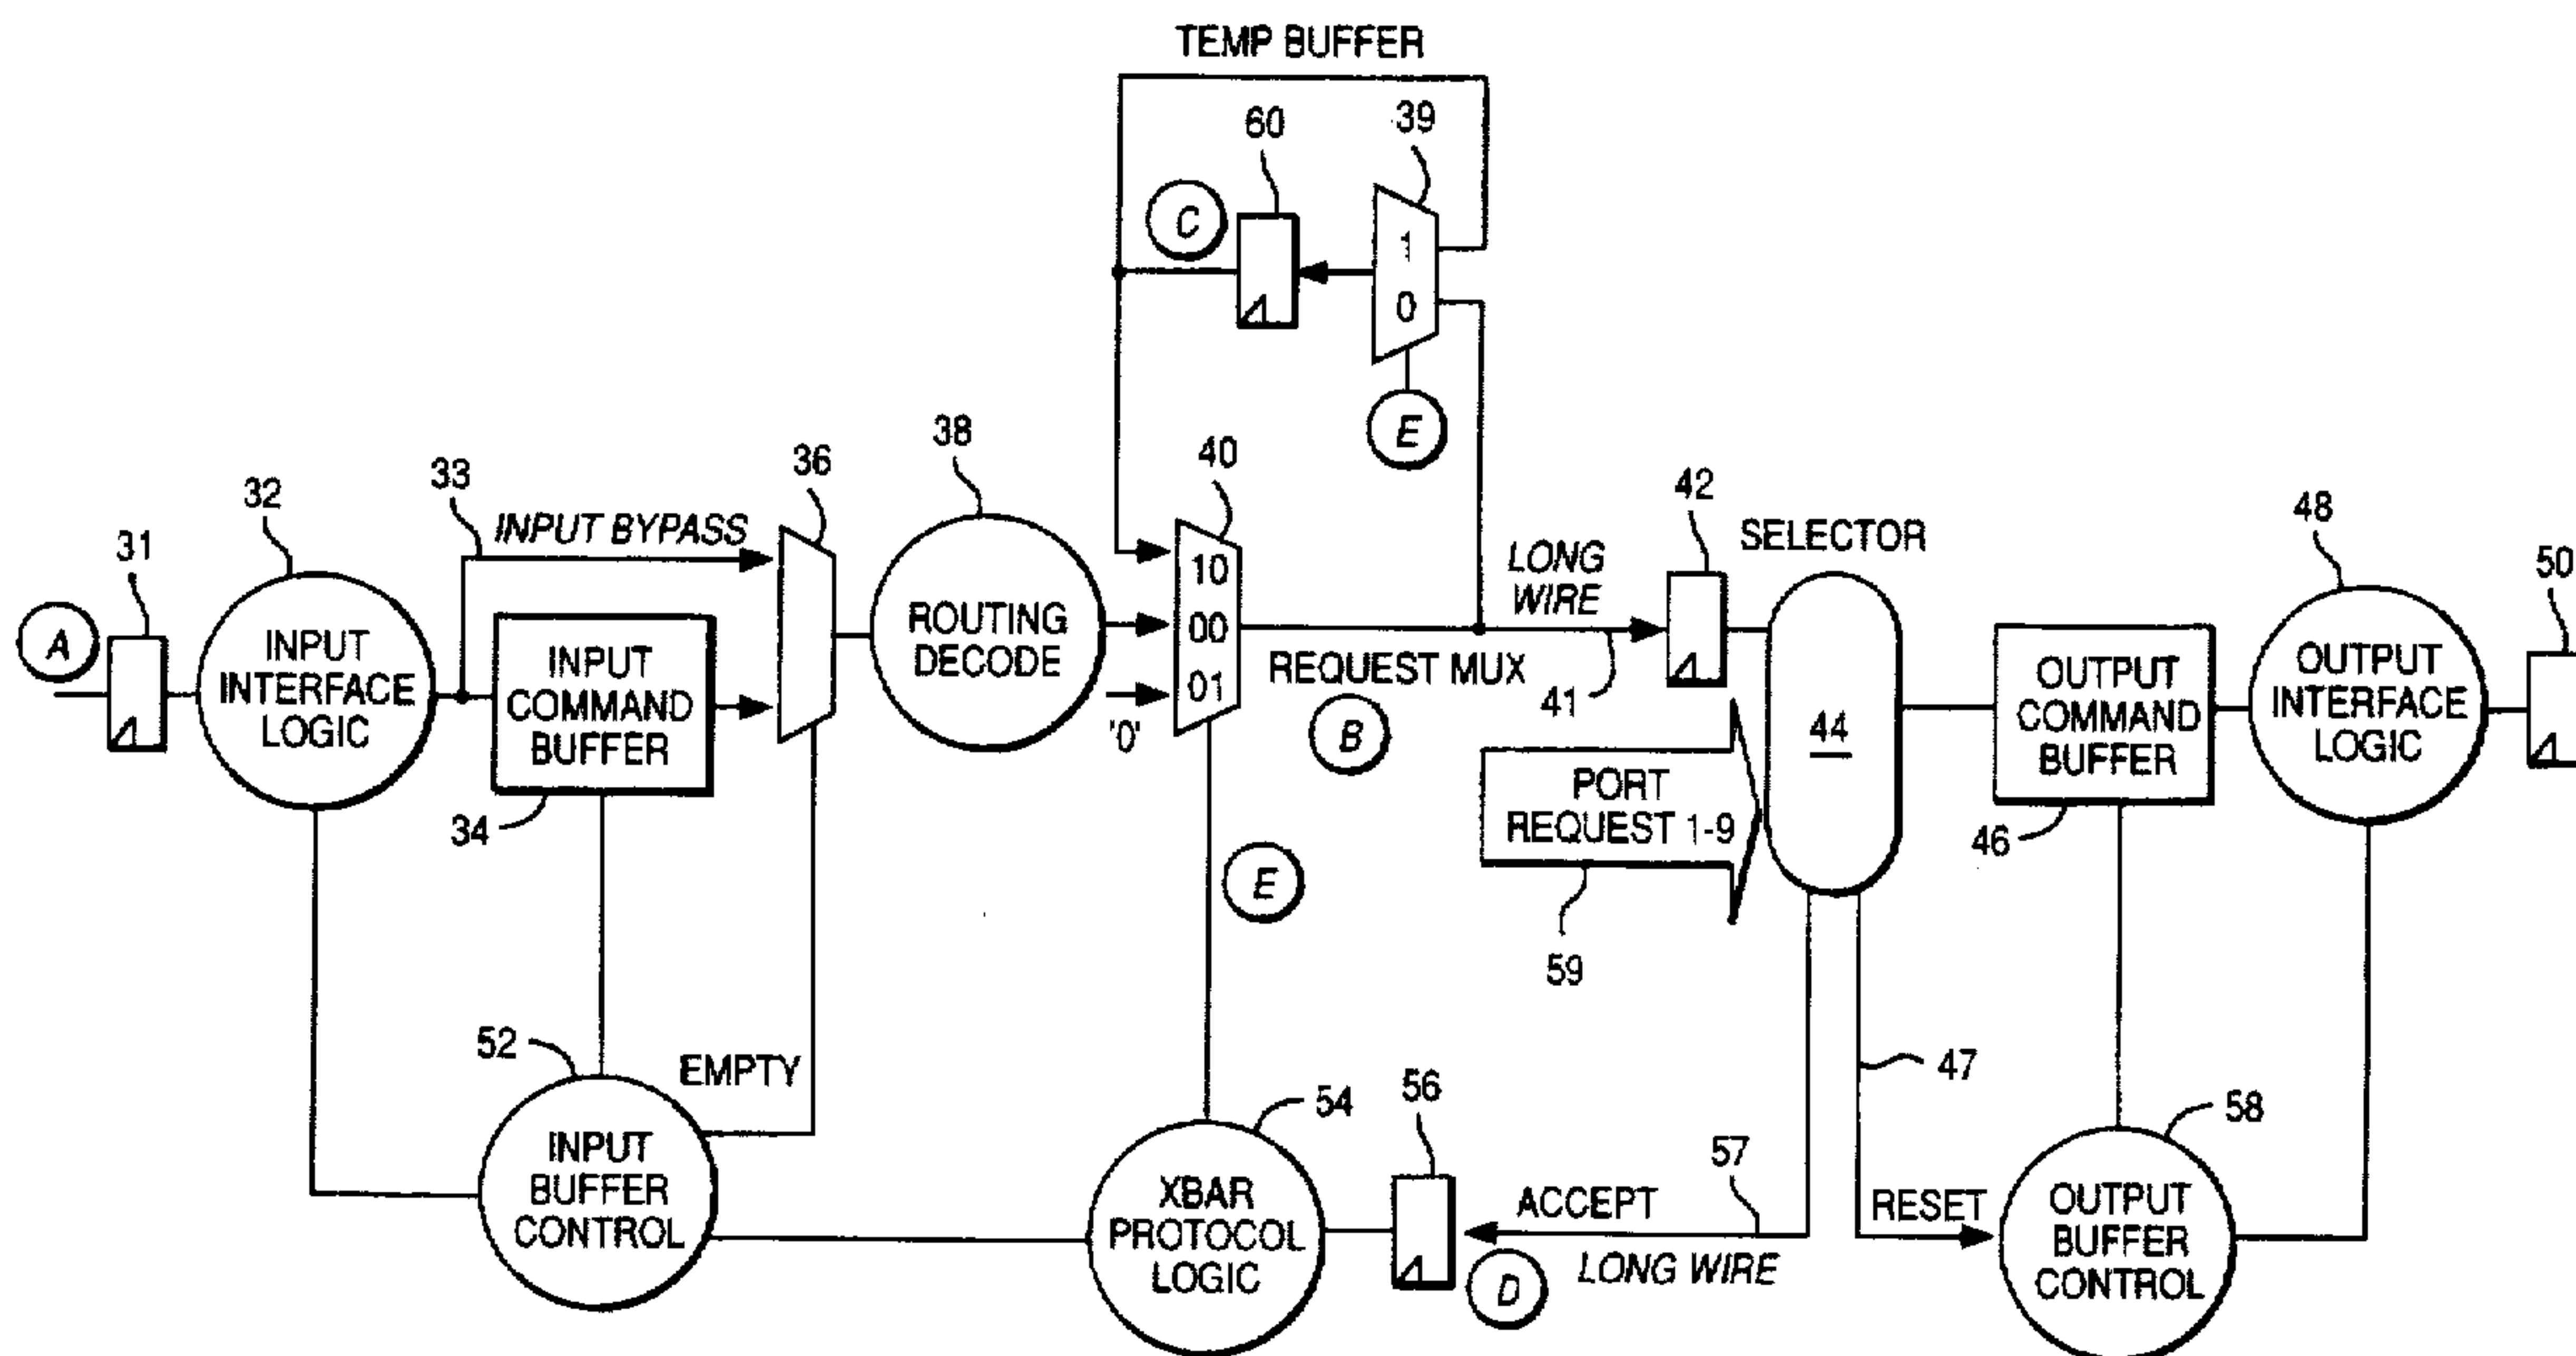 TEMP BUFFER
60
39
C
1
0
E
33
INPUT BYPASS
36
38
40
42
SELECTOR
48
50
32
31
A
INPUT
INTERFACE
LOGIC
INPUT
COMMAND
BUFFER
34
ROUTING
DECODE
10
00
01
'0'
LONG
WIRE
REQUEST MUX
41
B
44
PORT
REQUEST 1-9
59
OUTPUT
COMMAND
BUFFER
46
OUTPUT
INTERFACE
LOGIC
E
52
EMPTY
INPUT
BUFFER
CONTROL
54
XBAR
PROTOCOL
LOGIC
56
57
ACCEPT
LONG WIRE
D
47
RESET
58
OUTPUT
BUFFER
CONTROL